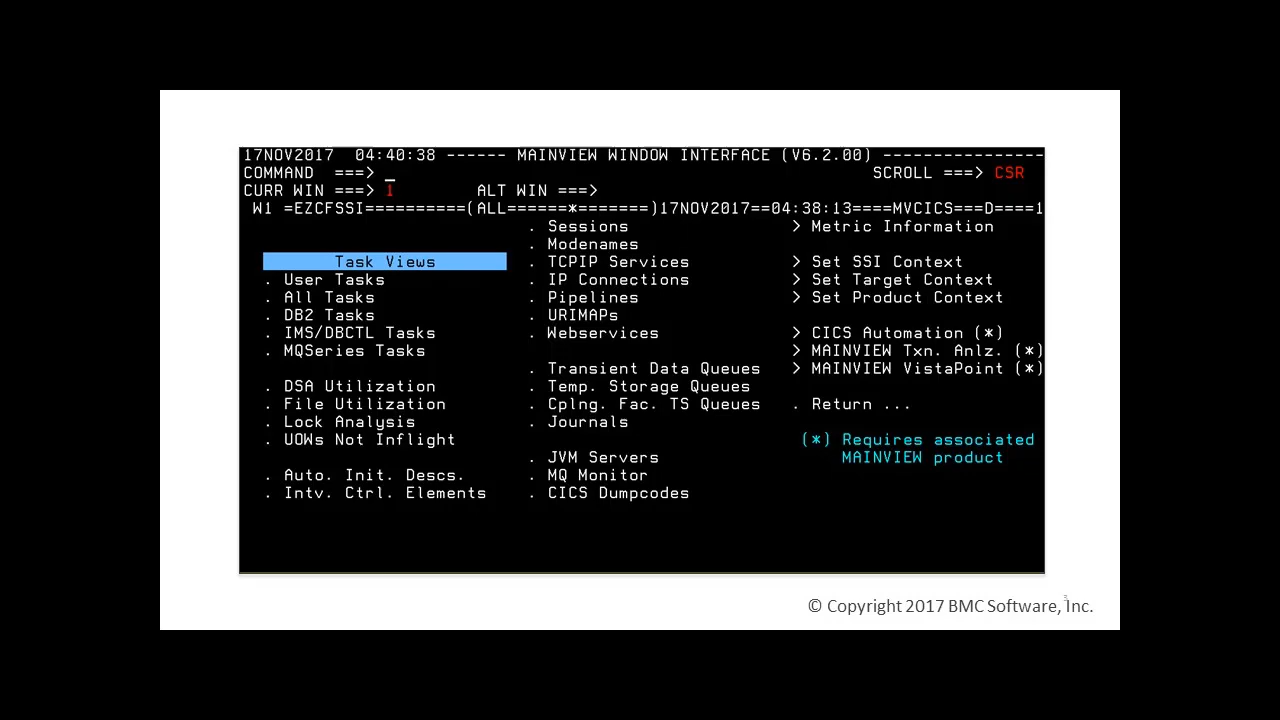 17NOV2017  04:40:38 ------ MAINVIEW WINDOW INTERFACE (V6.2.00) ----------------
COMMAND  ===> _                                               SCROLL ===> CSR
CURR WIN ===> 1        ALT WIN ===>
W1 =EZCFSSI==========(ALL======*=======)17NOV2017==04:38:13====MVCICS===D====1
. Sessions > Metric Information
. Modenames
Task Views . TCPIP Services > Set SSI Context
. User Tasks . IP Connections > Set Target Context
. All Tasks . Pipelines > Set Product Context
. DB2 Tasks . URIMAPs
. IMS/DBCTL Tasks . Webservices > CICS Automation (*)
. MQSeries Tasks > MAINVIEW Txn. Anlz. (*)
. Transient Data Queues > MAINVIEW VistaPoint (*)
. DSA Utilization . Temp. Storage Queues
. File Utilization . Cplng. Fac. TS Queues . Return ...
. Lock Analysis . Journals
. UOWs Not Inflight (*) Requires associated
. JVM Servers MAINVIEW product
. Auto. Init. Descs. . MQ Monitor
. Intv. Ctrl. Elements . CICS Dumpcodes
© Copyright 2017 BMC Software, Inc.